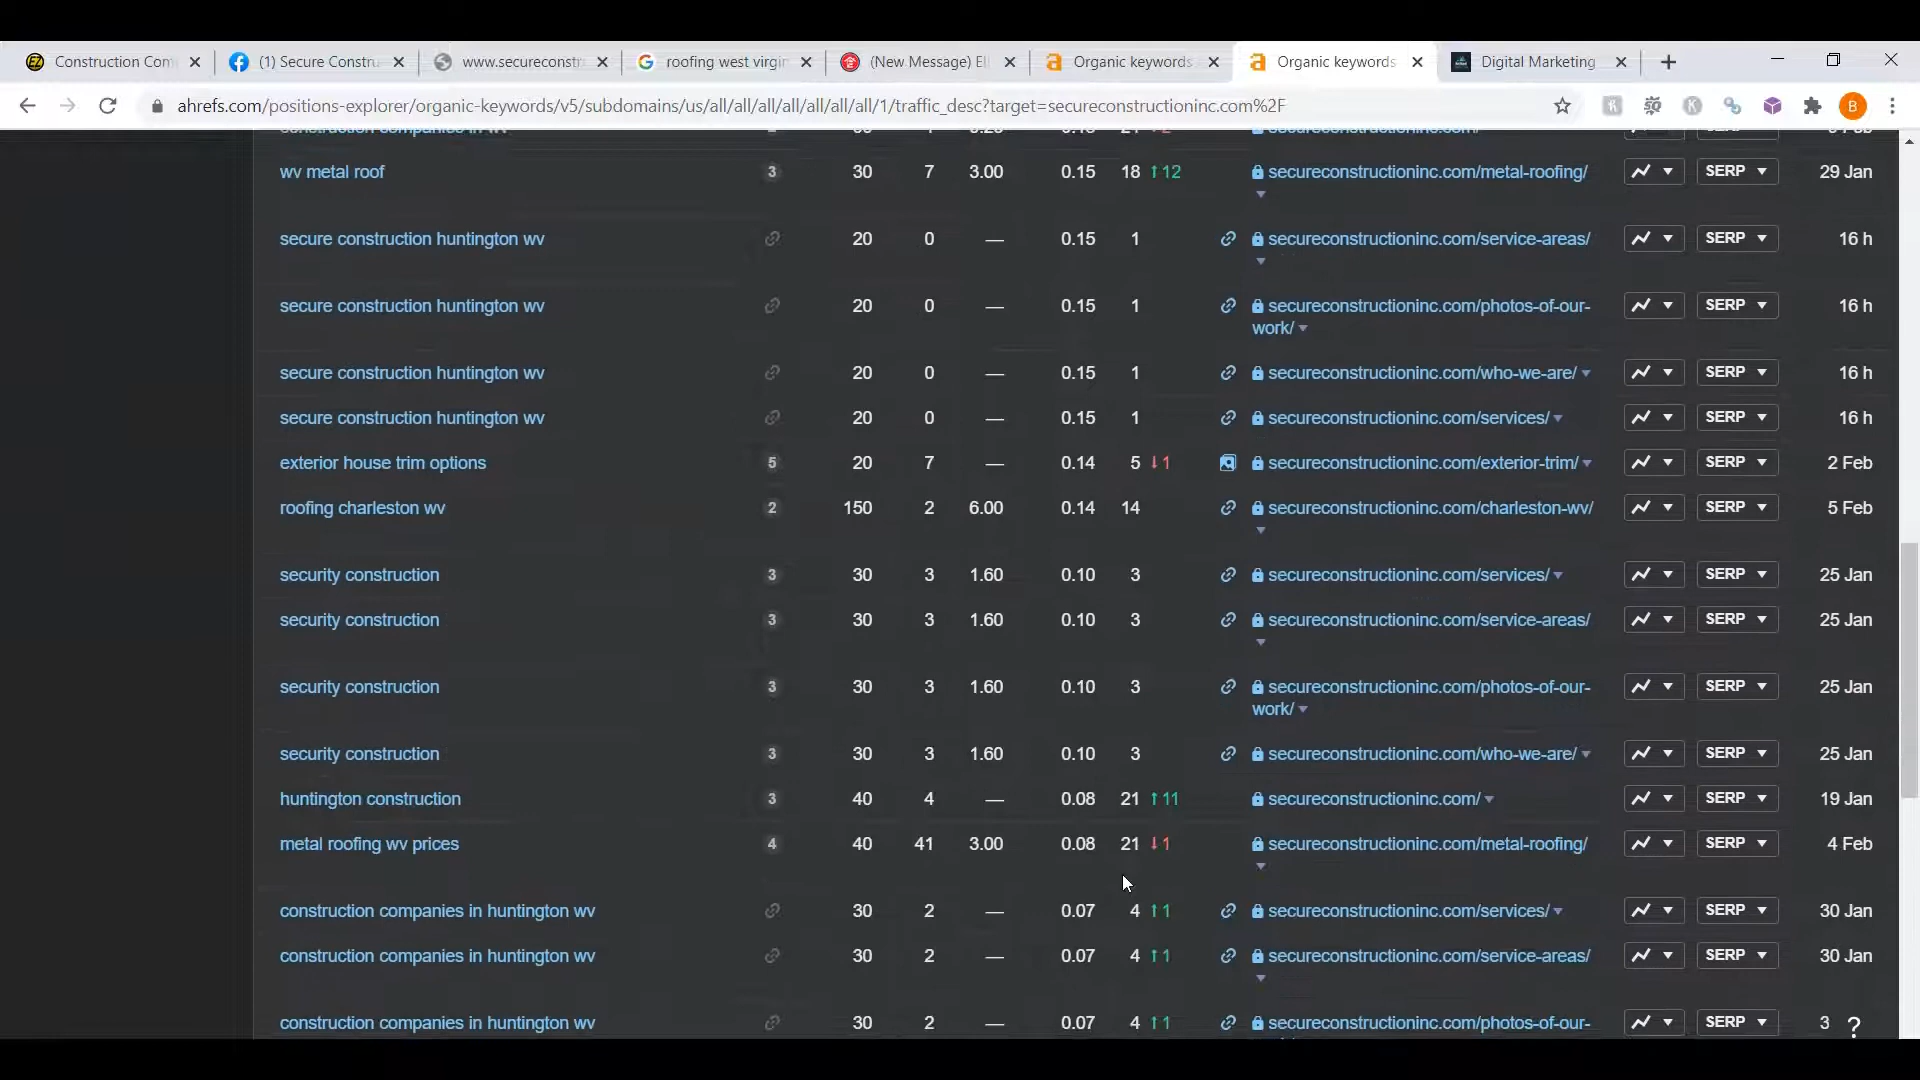 Construction Com
(1) Secure Constru
www.secureconstr
roofing west virgin
(New Message) El
Organic keywords
Organic keywords
Digital Marketing
ahrefs.com/positions-explorer/organic-keywords/v5/subdomains/us/all/all/all/all/all/all/all/1/traffic_desc?target=secureconstructioninc.com%2F
B
construction companies in wv
wv metal roof 3 30 7 3.00 0.15 18 ↑12 secureconstructioninc.com/metal-roofing/ SERP 29 Jan
secure construction huntington wv 20 0 — 0.15 1 secureconstructioninc.com/service-areas/ SERP 16 h
secure construction huntington wv 20 0 — 0.15 1 secureconstructioninc.com/photos-of-our- SERP 16 h
work/
secure construction huntington wv 20 0 — 0.15 1 secureconstructioninc.com/who-we-are/ SERP 16 h
secure construction huntington wv 20 0 — 0.15 1 secureconstructioninc.com/services/ SERP 16 h
exterior house trim options 5 20 7 — 0.14 5 ↓1 secureconstructioninc.com/exterior-trim/ SERP 2 Feb
roofing charleston wv 2 150 2 6.00 0.14 14 secureconstructioninc.com/charleston-wv/ SERP 5 Feb
security construction 3 30 3 1.60 0.10 3 secureconstructioninc.com/services/ SERP 25 Jan
security construction 3 30 3 1.60 0.10 3 secureconstructioninc.com/service-areas/ SERP 25 Jan
security construction 3 30 3 1.60 0.10 3 secureconstructioninc.com/photos-of-our- SERP 25 Jan
work/
security construction 3 30 3 1.60 0.10 3 secureconstructioninc.com/who-we-are/ SERP 25 Jan
huntington construction 3 40 4 — 0.08 21 ↑11 secureconstructioninc.com/ SERP 19 Jan
metal roofing wv prices 4 40 41 3.00 0.08 21 ↓1 secureconstructioninc.com/metal-roofing/ SERP 4 Feb
construction companies in huntington wv 30 2 — 0.07 4 ↑1 secureconstructioninc.com/services/ SERP 30 Jan
construction companies in huntington wv 30 2 — 0.07 4 ↑1 secureconstructioninc.com/service-areas/ SERP 30 Jan
construction companies in huntington wv 30 2 — 0.07 4 ↑1 secureconstructioninc.com/photos-of-our- SERP 3 ?